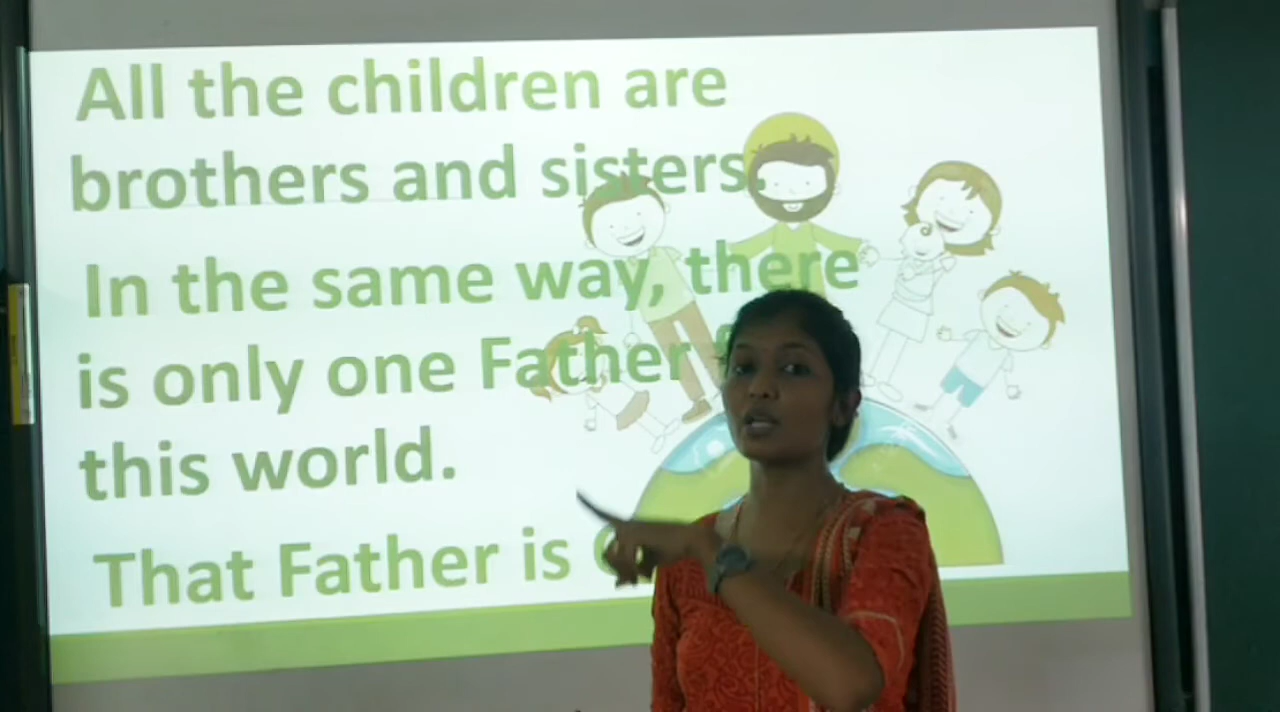 All the children are
brothers and sisters.
In the same way, there
is only one Father
this world.
That Father is